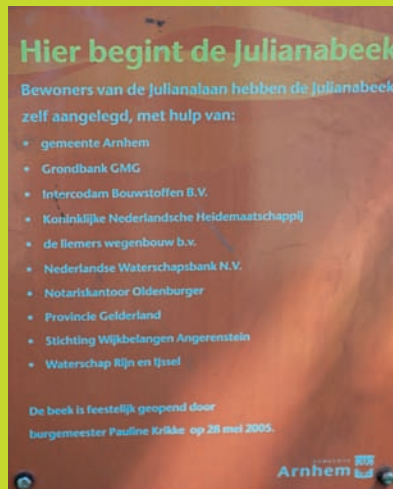 Hier begint de Julianabeek
Bewoners van de Julianalaan hebben de Julianabeek
zelf aangelegd, met hulp van:
• gemeente Arnhem
• Grondbank GMG
• Intercodam Bouwstoffen B.V.
• Koninklijke Nederlandsche Heidemaatschappij
• de liemers wegenbouw b.v.
• Nederlandse Waterschapsbank N.V.
• Notariskantoor Oldenburger
• Provincie Gelderland
• Stichting Wijkbelangen Angerenstein
• Waterschap Rijn en IJssel
De beek is feestelijk geopend door
burgemeester Pauline Krikke op 28 mei 2005.
GEMEENTE
Arnhem